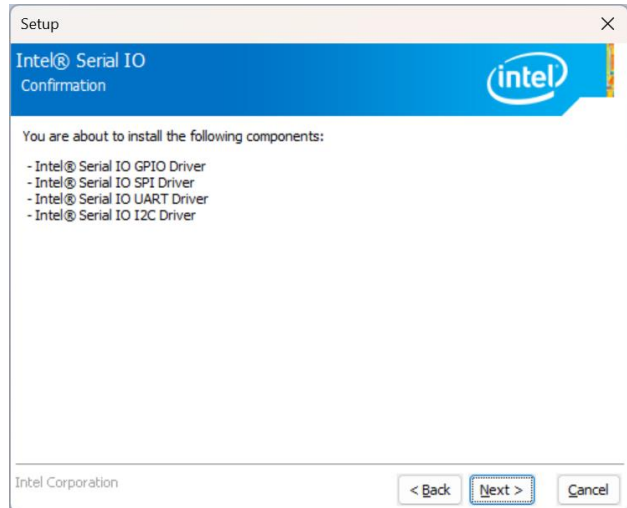 Setup
Intel® Serial IO
Confirmation
intel
You are about to install the following components:
- Intel® Serial IO GPIO Driver
- Intel® Serial IO SPI Driver
- Intel® Serial IO UART Driver
- Intel® Serial IO I2C Driver
Intel Corporation
< Back Next > Cancel